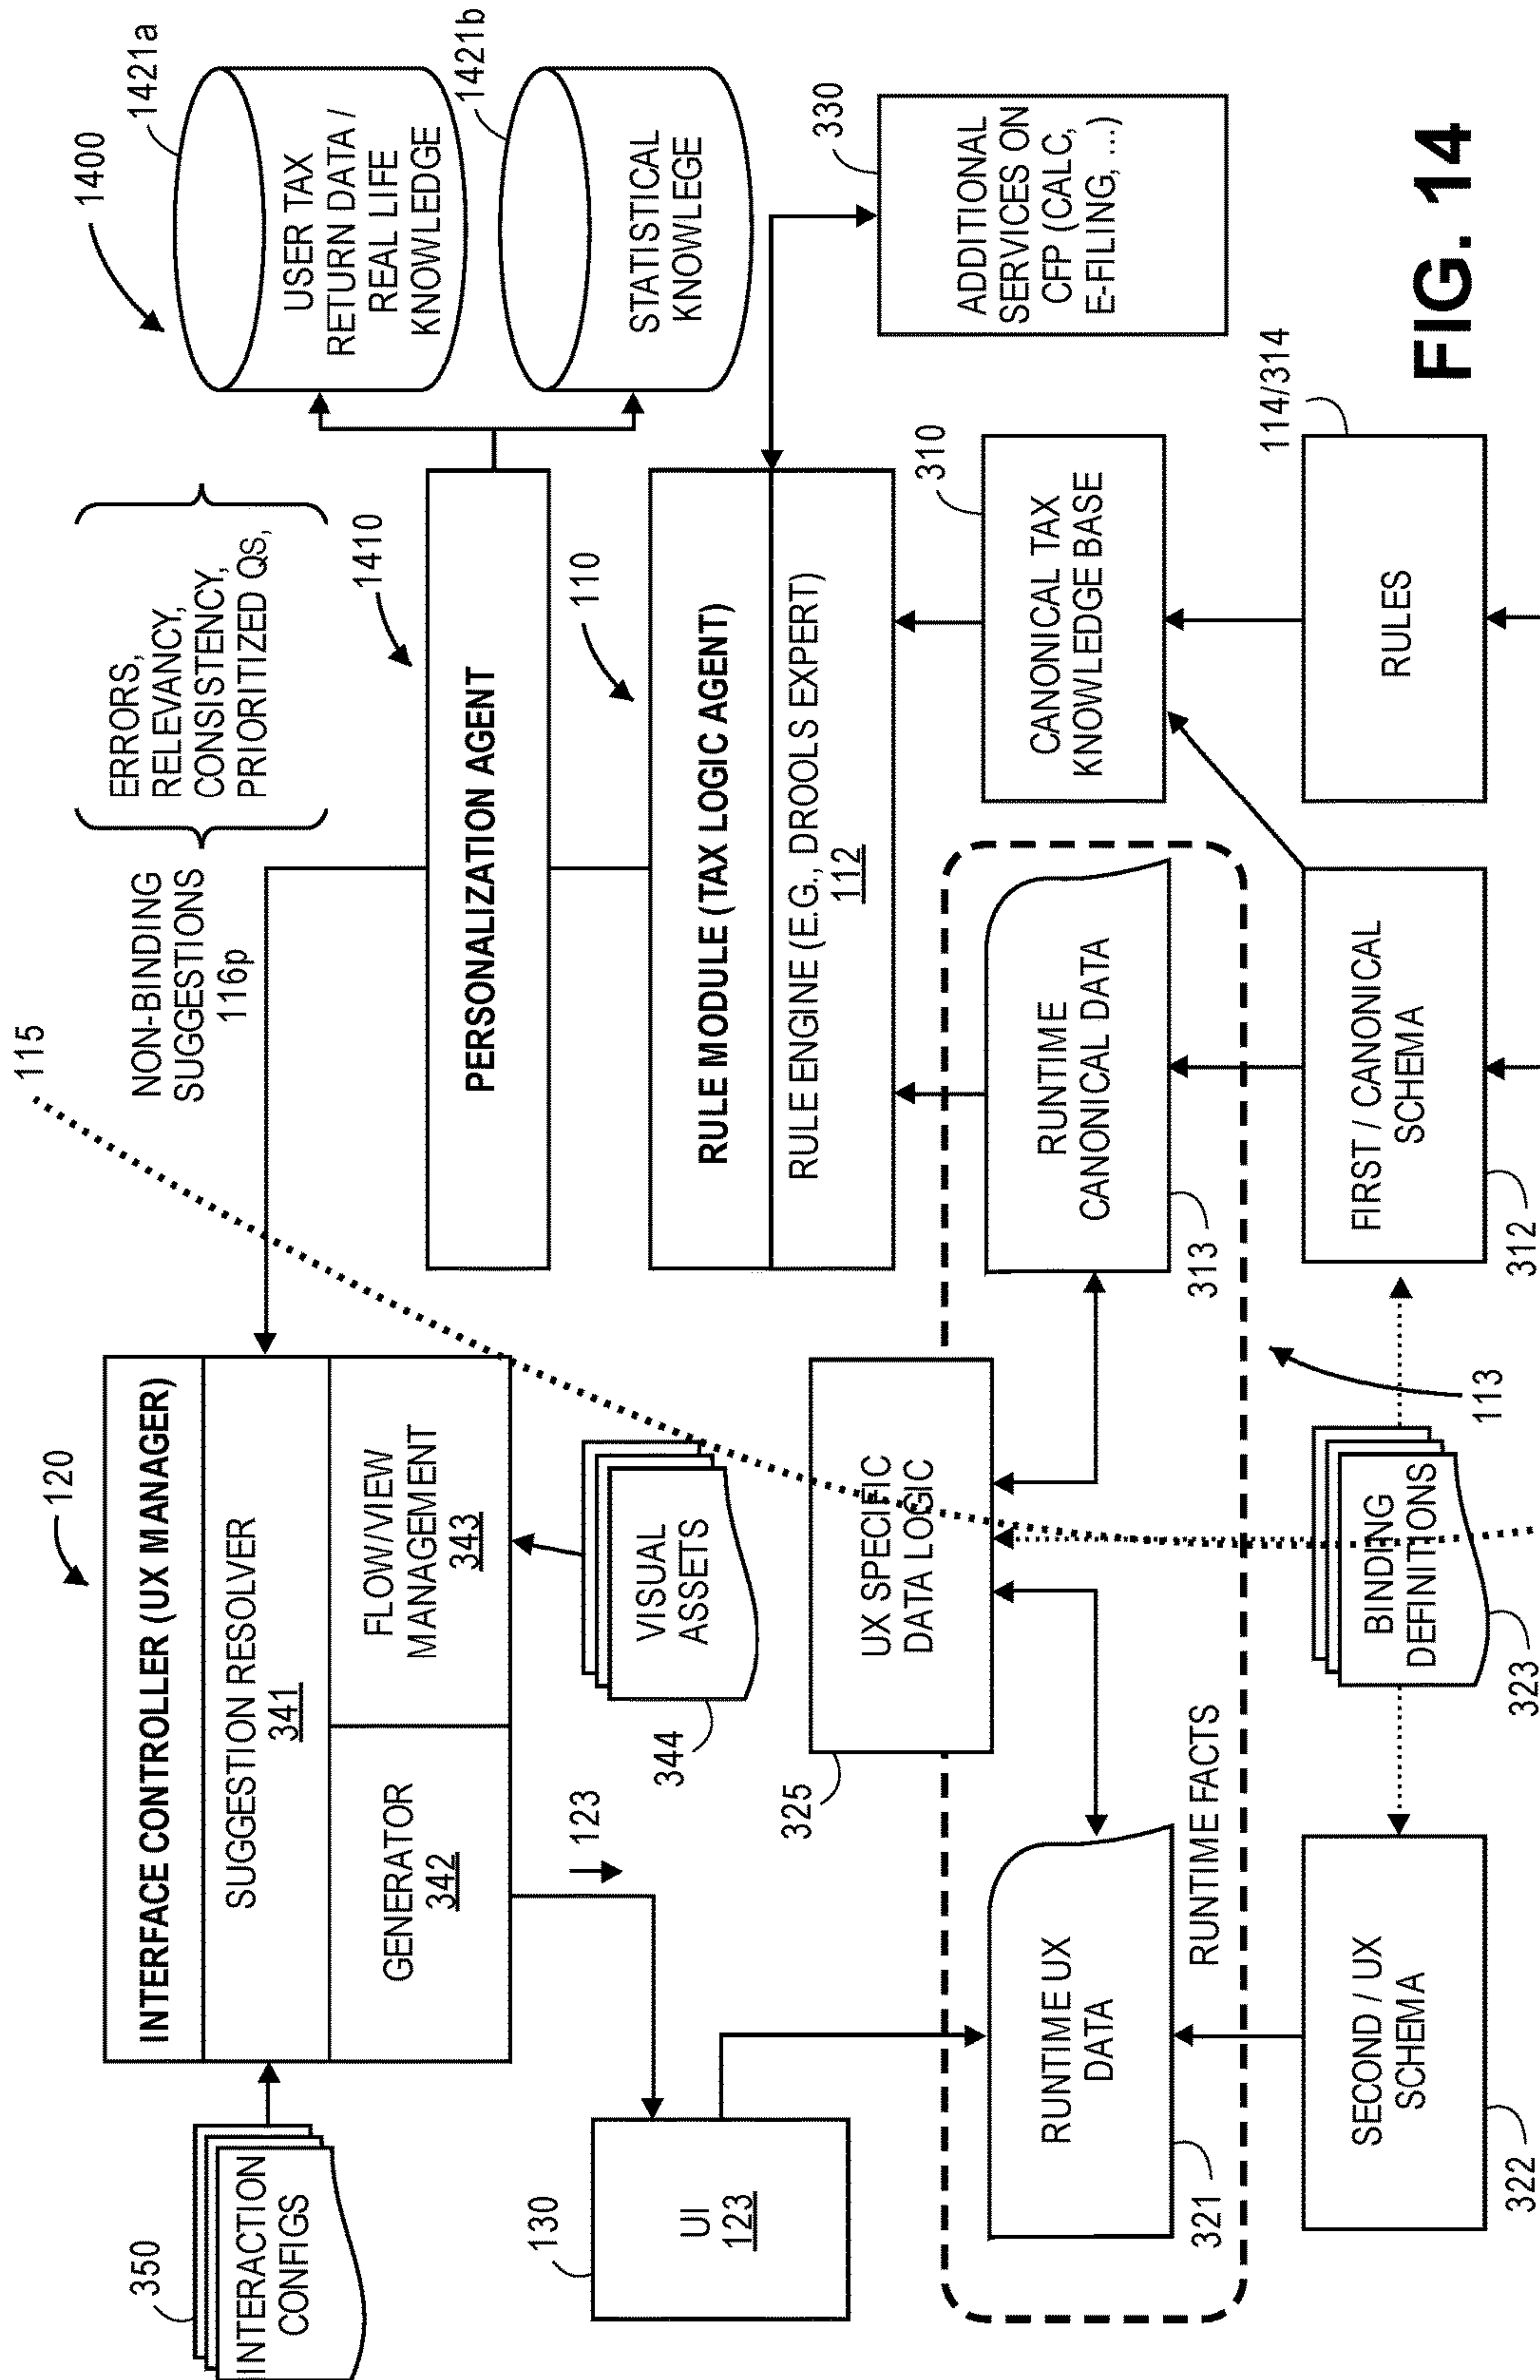 115
120
INTERFACE CONTROLLER (UX MANAGER)
SUGGESTION RESOLVER
341
GENERATOR
342
FLOW/VIEW
MANAGEMENT
343
350
INTERACTION
CONFIGS
NON-BINDING
SUGGESTIONS
116p
ERRORS,
RELEVANCY,
CONSISTENCY,
PRIORITIZED QS,
1400
1421a
USER TAX
RETURN DATA /
REAL LIFE
KNOWLEDGE
1421b
STATISTICAL
KNOWLEGE
1410
PERSONALIZATION AGENT
110
RULE MODULE (TAX LOGIC AGENT)
RULE ENGINE (E.G., DROOLS EXPERT)
112
330
ADDITIONAL
SERVICES ON
CFP (CALC,
E-FILING, ...)
123
130
UI
123
VISUAL
ASSETS
344
UX SPECIFIC
DATA LOGIC
325
RUNTIME UX
DATA
321
RUNTIME FACTS
RUNTIME
CANONICAL DATA
313
310
CANONICAL TAX
KNOWLEDGE BASE
113
SECOND / UX
SCHEMA
322
BINDING
DEFINITIONS
323
FIRST / CANONICAL
SCHEMA
312
RULES
114/314
FIG. 14